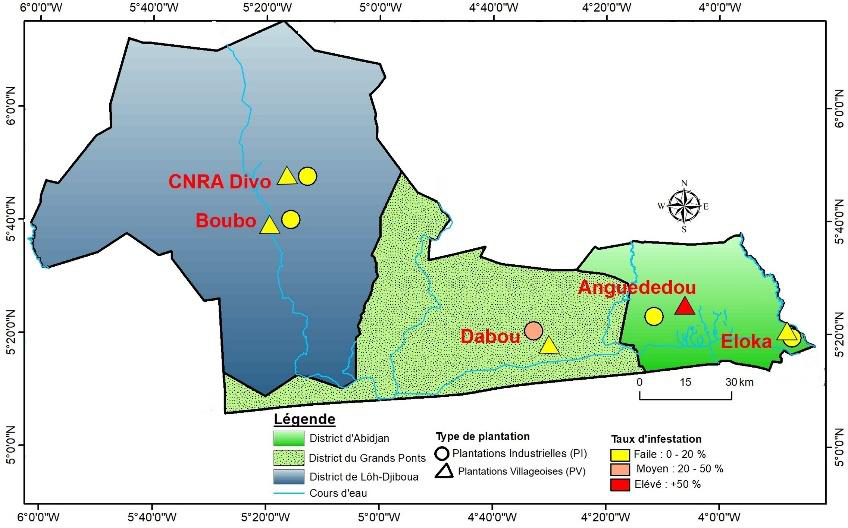 6°0'0"W 5°40'0"W 5°20'0"W 5°0'0"W 4°40'0"W 4°20'0"W 4°0'0"W
6°0'0"N 6°0'0"N
CNRA Divo
N
W E
S
5°40'0"N Boubo 5°40'0"N
Anguededou
5°20'0"N Dabou Eloka 5°20'0"N
0 15 30 km
Légende
District d'Abidjan
District du Grands Ponts
District de Lôh-Djiboua
Cours d'eau
Type de plantation
Plantations Industrielles (PI)
Plantations Villageoises (PV)
Taux d'infestation
Faile : 0 - 20 %
Moyen : 20 - 50 %
Elévé : +50 %
5°0'0"N 5°0'0"N
6°0'0"W 5°40'0"W 5°20'0"W 5°0'0"W 4°40'0"W 4°20'0"W 4°0'0"W